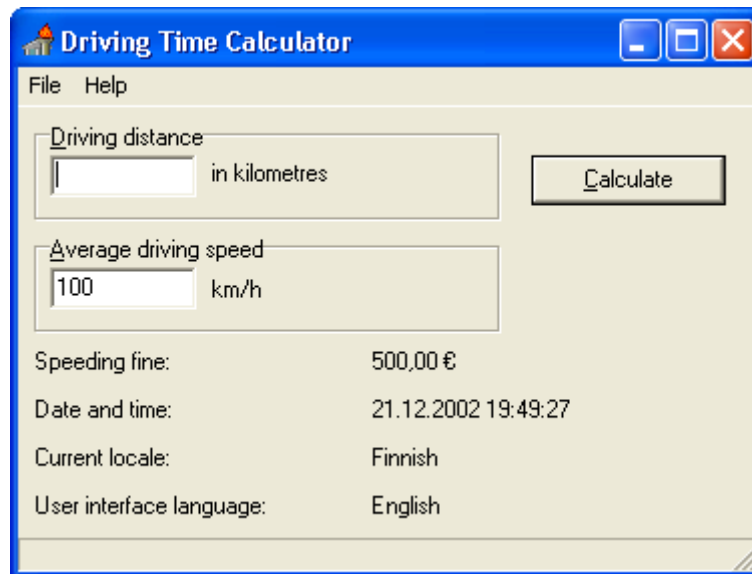 Driving Time Calculator
File Help
Driving distance
in kilometres
Calculate
Average driving speed
100 km/h
Speeding fine: 500,00 €
Date and time: 21.12.2002 19:49:27
Current locale: Finnish
User interface language: English